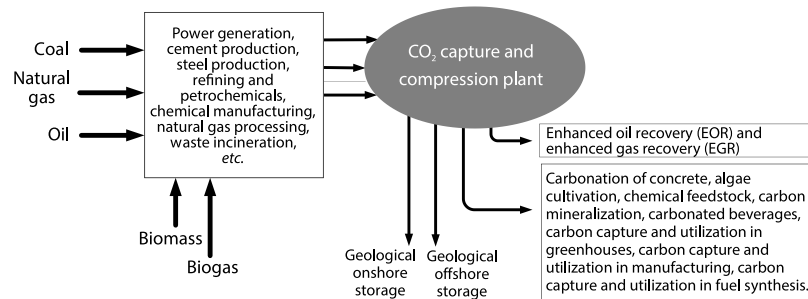 Coal
Natural
gas
Oil
Power generation,
cement production,
steel production,
refining and
petrochemicals,
chemical manufacturing,
natural gas processing,
waste incineration,
etc.
Biomass
Biogas
CO₂ capture and
compression plant
Geological
onshore
storage
Geological
offshore
storage
Enhanced oil recovery (EOR) and
enhanced gas recovery (EGR)
Carbonation of concrete, algae
cultivation, chemical feedstock, carbon
mineralization, carbonated beverages,
carbon capture and utilization in
greenhouses, carbon capture and
utilization in manufacturing, carbon
capture and utilization in fuel synthesis.